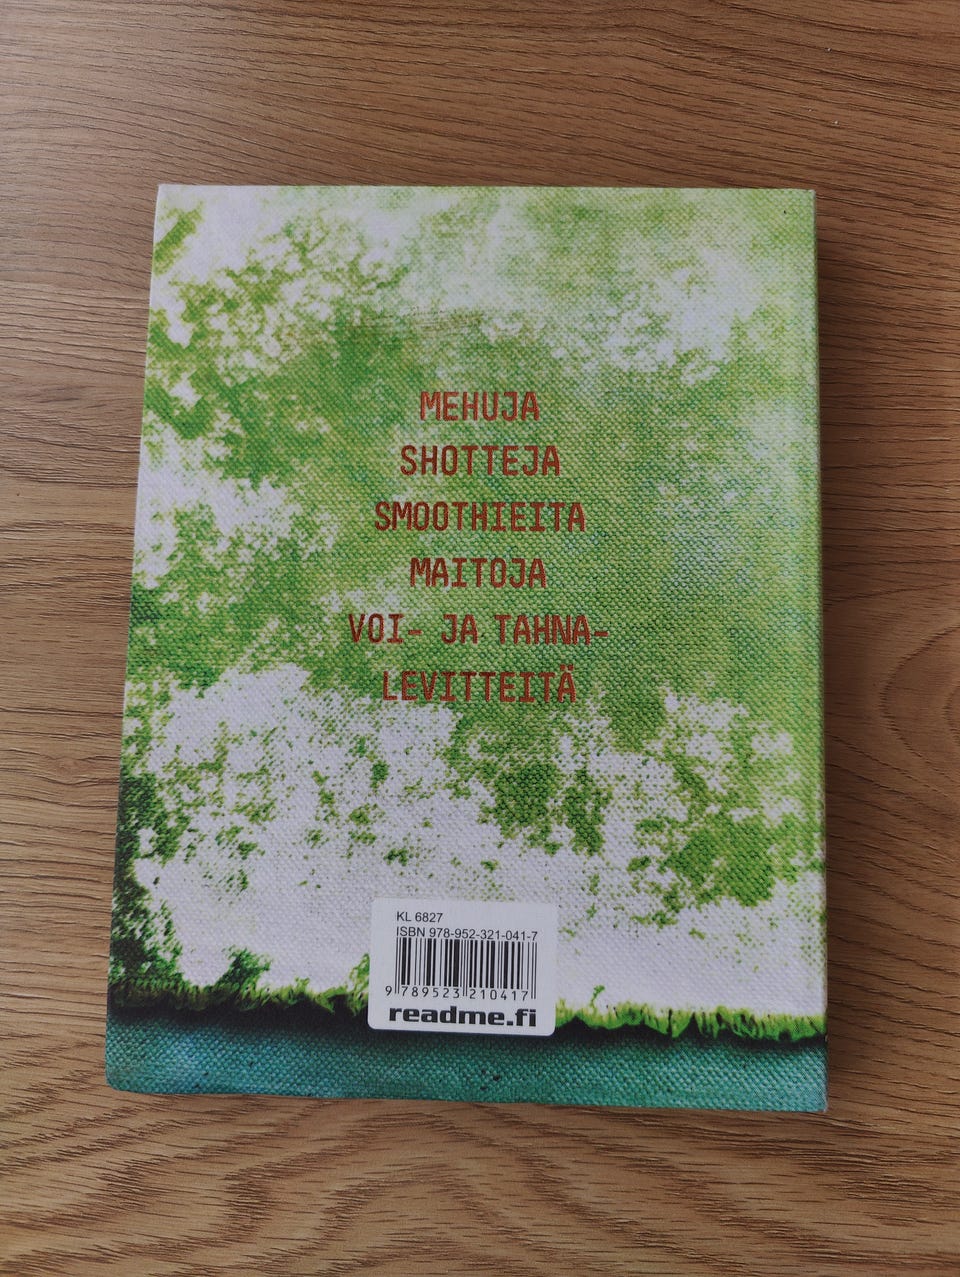 MEHUJA
SHOTTEJA
SMOOTHIEITA
MAITOJA
VOI- JA TAHNA-
LEVITTEITÄ
KL 6827
ISBN 978-952-321-041-7
9 789523 210417
readme.fi